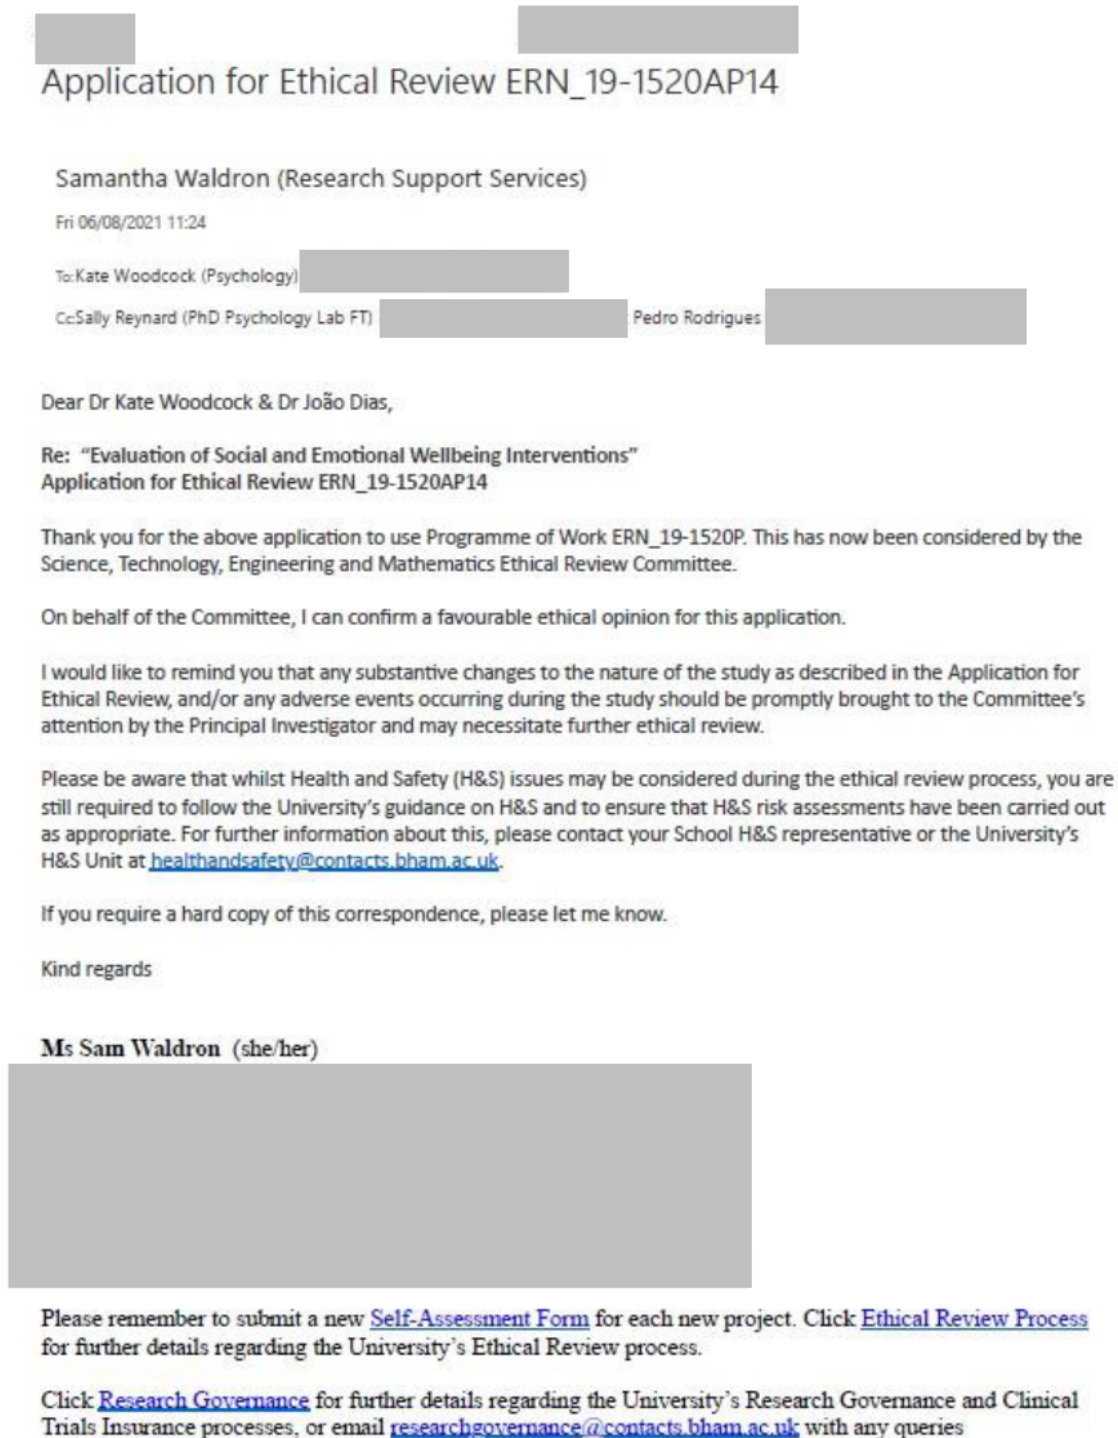 Application for Ethical Review ERN_19-1520AP14
Samantha Waldron (Research Support Services)
Fri 06/08/2021 11:24
To:Kate Woodcock (Psychology)
Cc:Sally Reynard (PhD Psychology Lab FT) Pedro Rodrigues
Dear Dr Kate Woodcock & Dr João Dias,
Re:  “Evaluation of Social and Emotional Wellbeing Interventions”
Application for Ethical Review ERN_19-1520AP14
Thank you for the above application to use Programme of Work ERN_19-1520P. This has now been considered by the
Science, Technology, Engineering and Mathematics Ethical Review Committee.
On behalf of the Committee, I can confirm a favourable ethical opinion for this application.
I would like to remind you that any substantive changes to the nature of the study as described in the Application for
Ethical Review, and/or any adverse events occurring during the study should be promptly brought to the Committee’s
attention by the Principal Investigator and may necessitate further ethical review.
Please be aware that whilst Health and Safety (H&S) issues may be considered during the ethical review process, you are
still required to follow the University’s guidance on H&S and to ensure that H&S risk assessments have been carried out
as appropriate. For further information about this, please contact your School H&S representative or the University’s
H&S Unit at healthandsafety@contacts.bham.ac.uk.
If you require a hard copy of this correspondence, please let me know.
Kind regards
Ms Sam Waldron (she/her)
Please remember to submit a new Self-Assessment Form for each new project. Click Ethical Review Process
for further details regarding the University’s Ethical Review process.
Click Research Governance for further details regarding the University’s Research Governance and Clinical
Trials Insurance processes, or email researchgovernance@contacts.bham.ac.uk with any queries